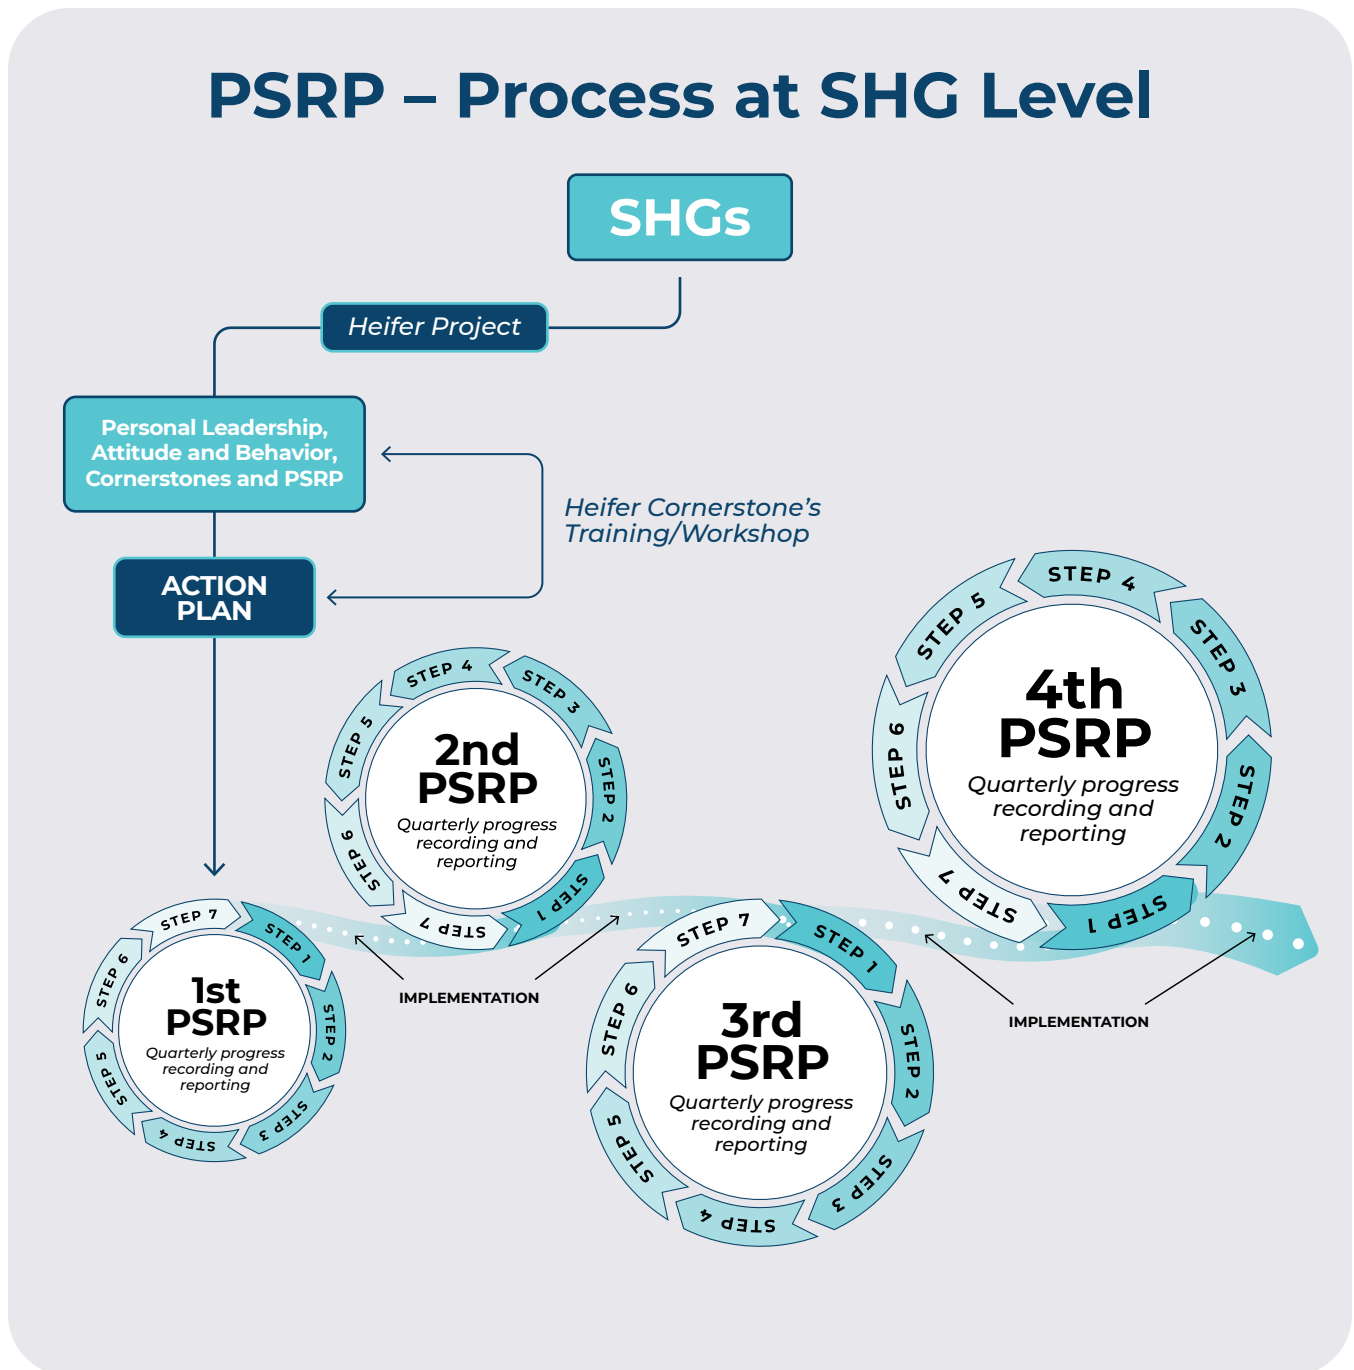 PSRP – Process at SHG Level
SHGs
Heifer Project
Personal Leadership,
Attitude and Behavior,
Cornerstones and PSRP
Heifer Cornerstone’s
Training/Workshop
ACTION
PLAN
1st
PSRP
Quarterly progress
recording and
reporting
STEP 1
STEP 2
STEP 3
STEP 4
STEP 5
STEP 6
STEP 7
2nd
PSRP
Quarterly progress
recording and
reporting
STEP 1
STEP 2
STEP 3
STEP 4
STEP 5
STEP 6
STEP 7
IMPLEMENTATION
3rd
PSRP
Quarterly progress
recording and
reporting
STEP 1
STEP 2
STEP 3
STEP 4
STEP 5
STEP 6
STEP 7
4th
PSRP
Quarterly progress
recording and
reporting
STEP 1
STEP 2
STEP 3
STEP 4
STEP 5
STEP 6
STEP 7
IMPLEMENTATION